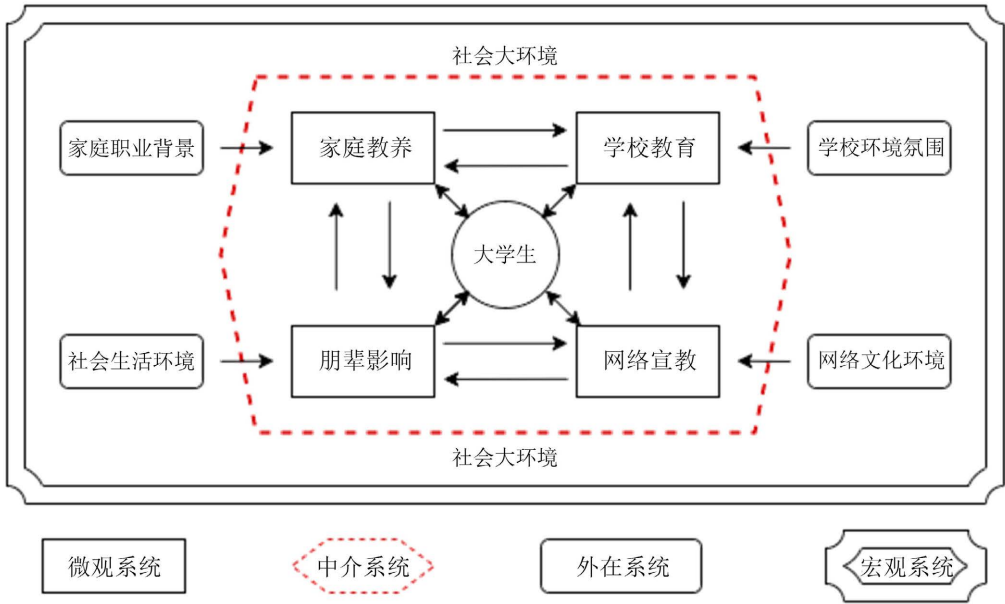 社会大环境
家庭职业背景
家庭教养
学校教育
学校环境氛围
大学生
社会生活环境
朋辈影响
网络宣教
网络文化环境
社会大环境
微观系统
中介系统
外在系统
宏观系统